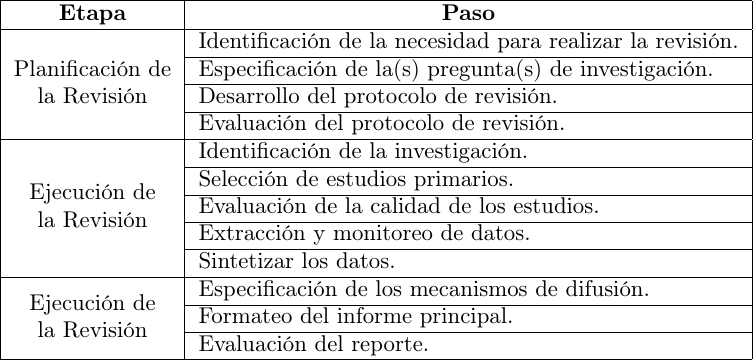 Etapa Paso
Planificación de
la Revisión
Identificación de la necesidad para realizar la revisión.
Especificación de la(s) pregunta(s) de investigación.
Desarrollo del protocolo de revisión.
Evaluación del protocolo de revisión.
Ejecución de
la Revisión
Identificación de la investigación.
Selección de estudios primarios.
Evaluación de la calidad de los estudios.
Extracción y monitoreo de datos.
Sintetizar los datos.
Ejecución de
la Revisión
Especificación de los mecanismos de difusión.
Formateo del informe principal.
Evaluación del reporte.